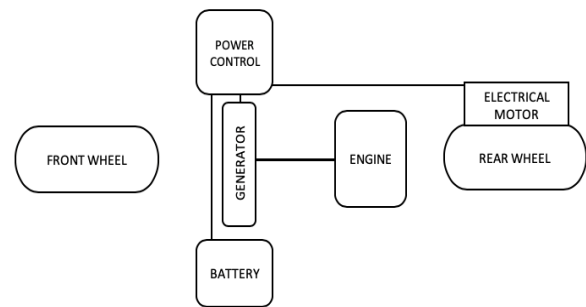 POWER
CONTROL
ELECTRICAL
MOTOR
FRONT WHEEL
GENERATOR
ENGINE
REAR WHEEL
BATTERY